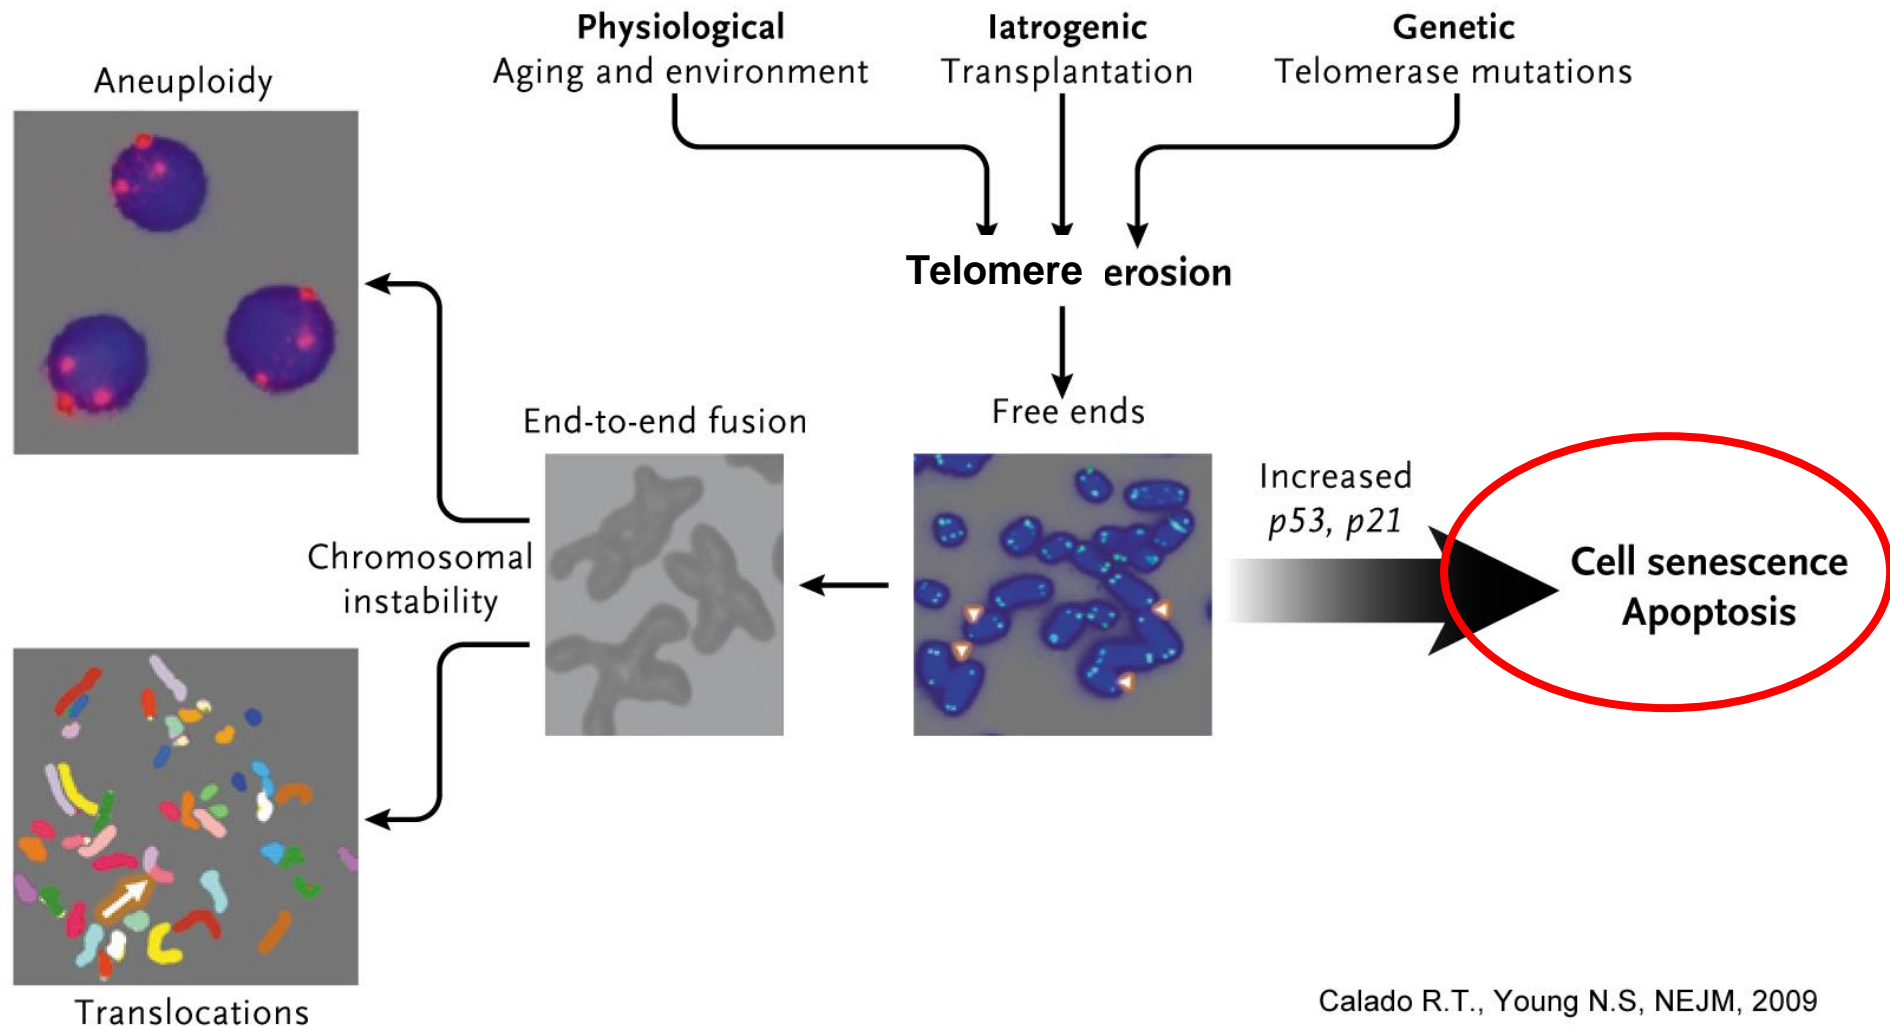 Physiological
Aging and environment
Iatrogenic
Transplantation
Genetic
Telomerase mutations
Aneuploidy
Telomere erosion
Free ends
End-to-end fusion
Increased
p53, p21
Cell senescence
Apoptosis
Chromosomal
instability
Translocations
Calado R.T., Young N.S, NEJM, 2009